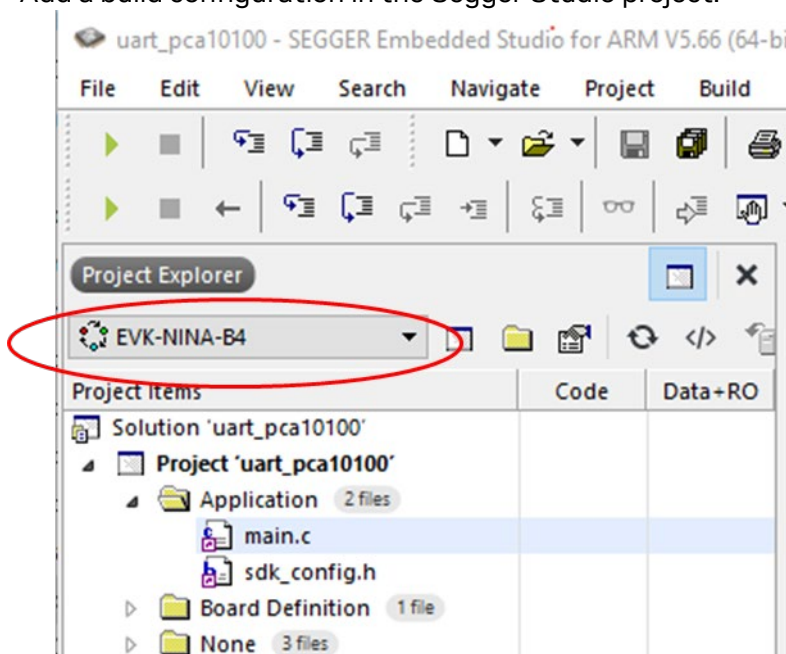 Add a build configuration in the Segger Studio project.
uart_pca10100 - SEGGER Embedded Studio for ARM V5.66 (64-bi
File Edit View Search Navigate Project Build
Project Explorer
EVK-NINA-B4
Project Items Code Data+RO
Solution 'uart_pca10100'
Project 'uart_pca10100'
Application 2 files
main.c
sdk_config.h
Board Definition 1 file
None 3 files